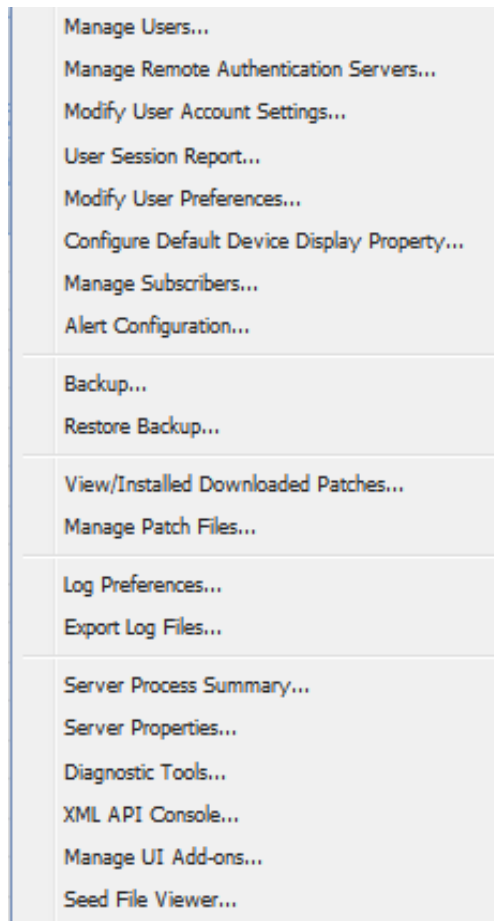 Manage Users...
Manage Remote Authentication Servers...
Modify User Account Settings...
User Session Report...
Modify User Preferences...
Configure Default Device Display Property...
Manage Subscribers...
Alert Configuration...
Backup...
Restore Backup...
View/Installed Downloaded Patches...
Manage Patch Files...
Log Preferences...
Export Log Files...
Server Process Summary...
Server Properties...
Diagnostic Tools...
XML API Console...
Manage UI Add-ons...
Seed File Viewer...